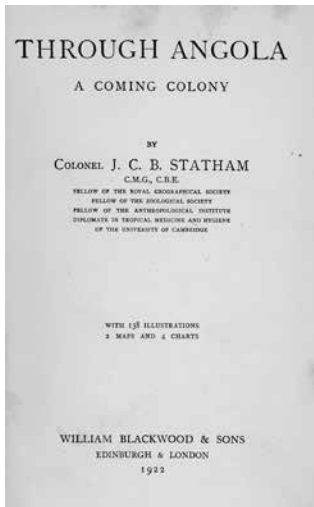 THROUGH ANGOLA
A COMING COLONY
BY
COLONEL J. C. B. STATHAM
C.M.G., C.B.E.
FELLOW OF THE ROYAL GEOGRAPHICAL SOCIETY
FELLOW OF THE ZOOLOGICAL SOCIETY
FELLOW OF THE ANTHROPOLOGICAL INSTITUTE
DIPLOMATE IN TROPICAL MEDICINE AND HYGIENE
OF THE UNIVERSITY OF CAMBRIDGE
WITH 138 ILLUSTRATIONS
2 MAPS AND 4 CHARTS
WILLIAM BLACKWOOD & SONS
EDINBURGH & LONDON
1922